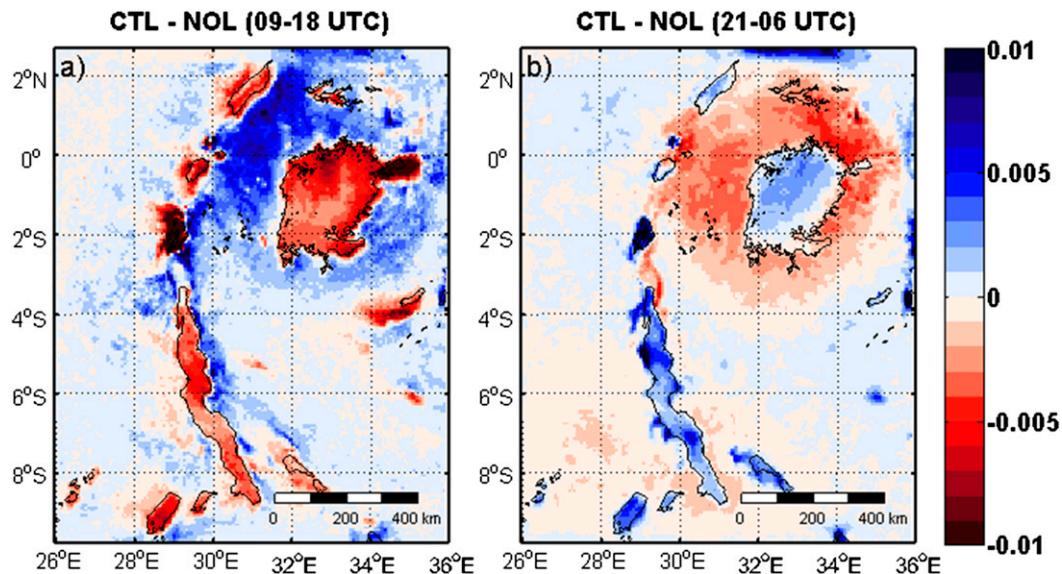 CTL - NOL (09-18 UTC)
CTL - NOL (21-06 UTC)
a)
b)
2°N
0°
2°S
4°S
6°S
8°S
26°E 28°E 30°E 32°E 34°E 36°E
0 200 400 km
2°N
0°
2°S
4°S
6°S
8°S
26°E 28°E 30°E 32°E 34°E 36°E
0 200 400 km
0.01
0.005
0
-0.005
-0.01